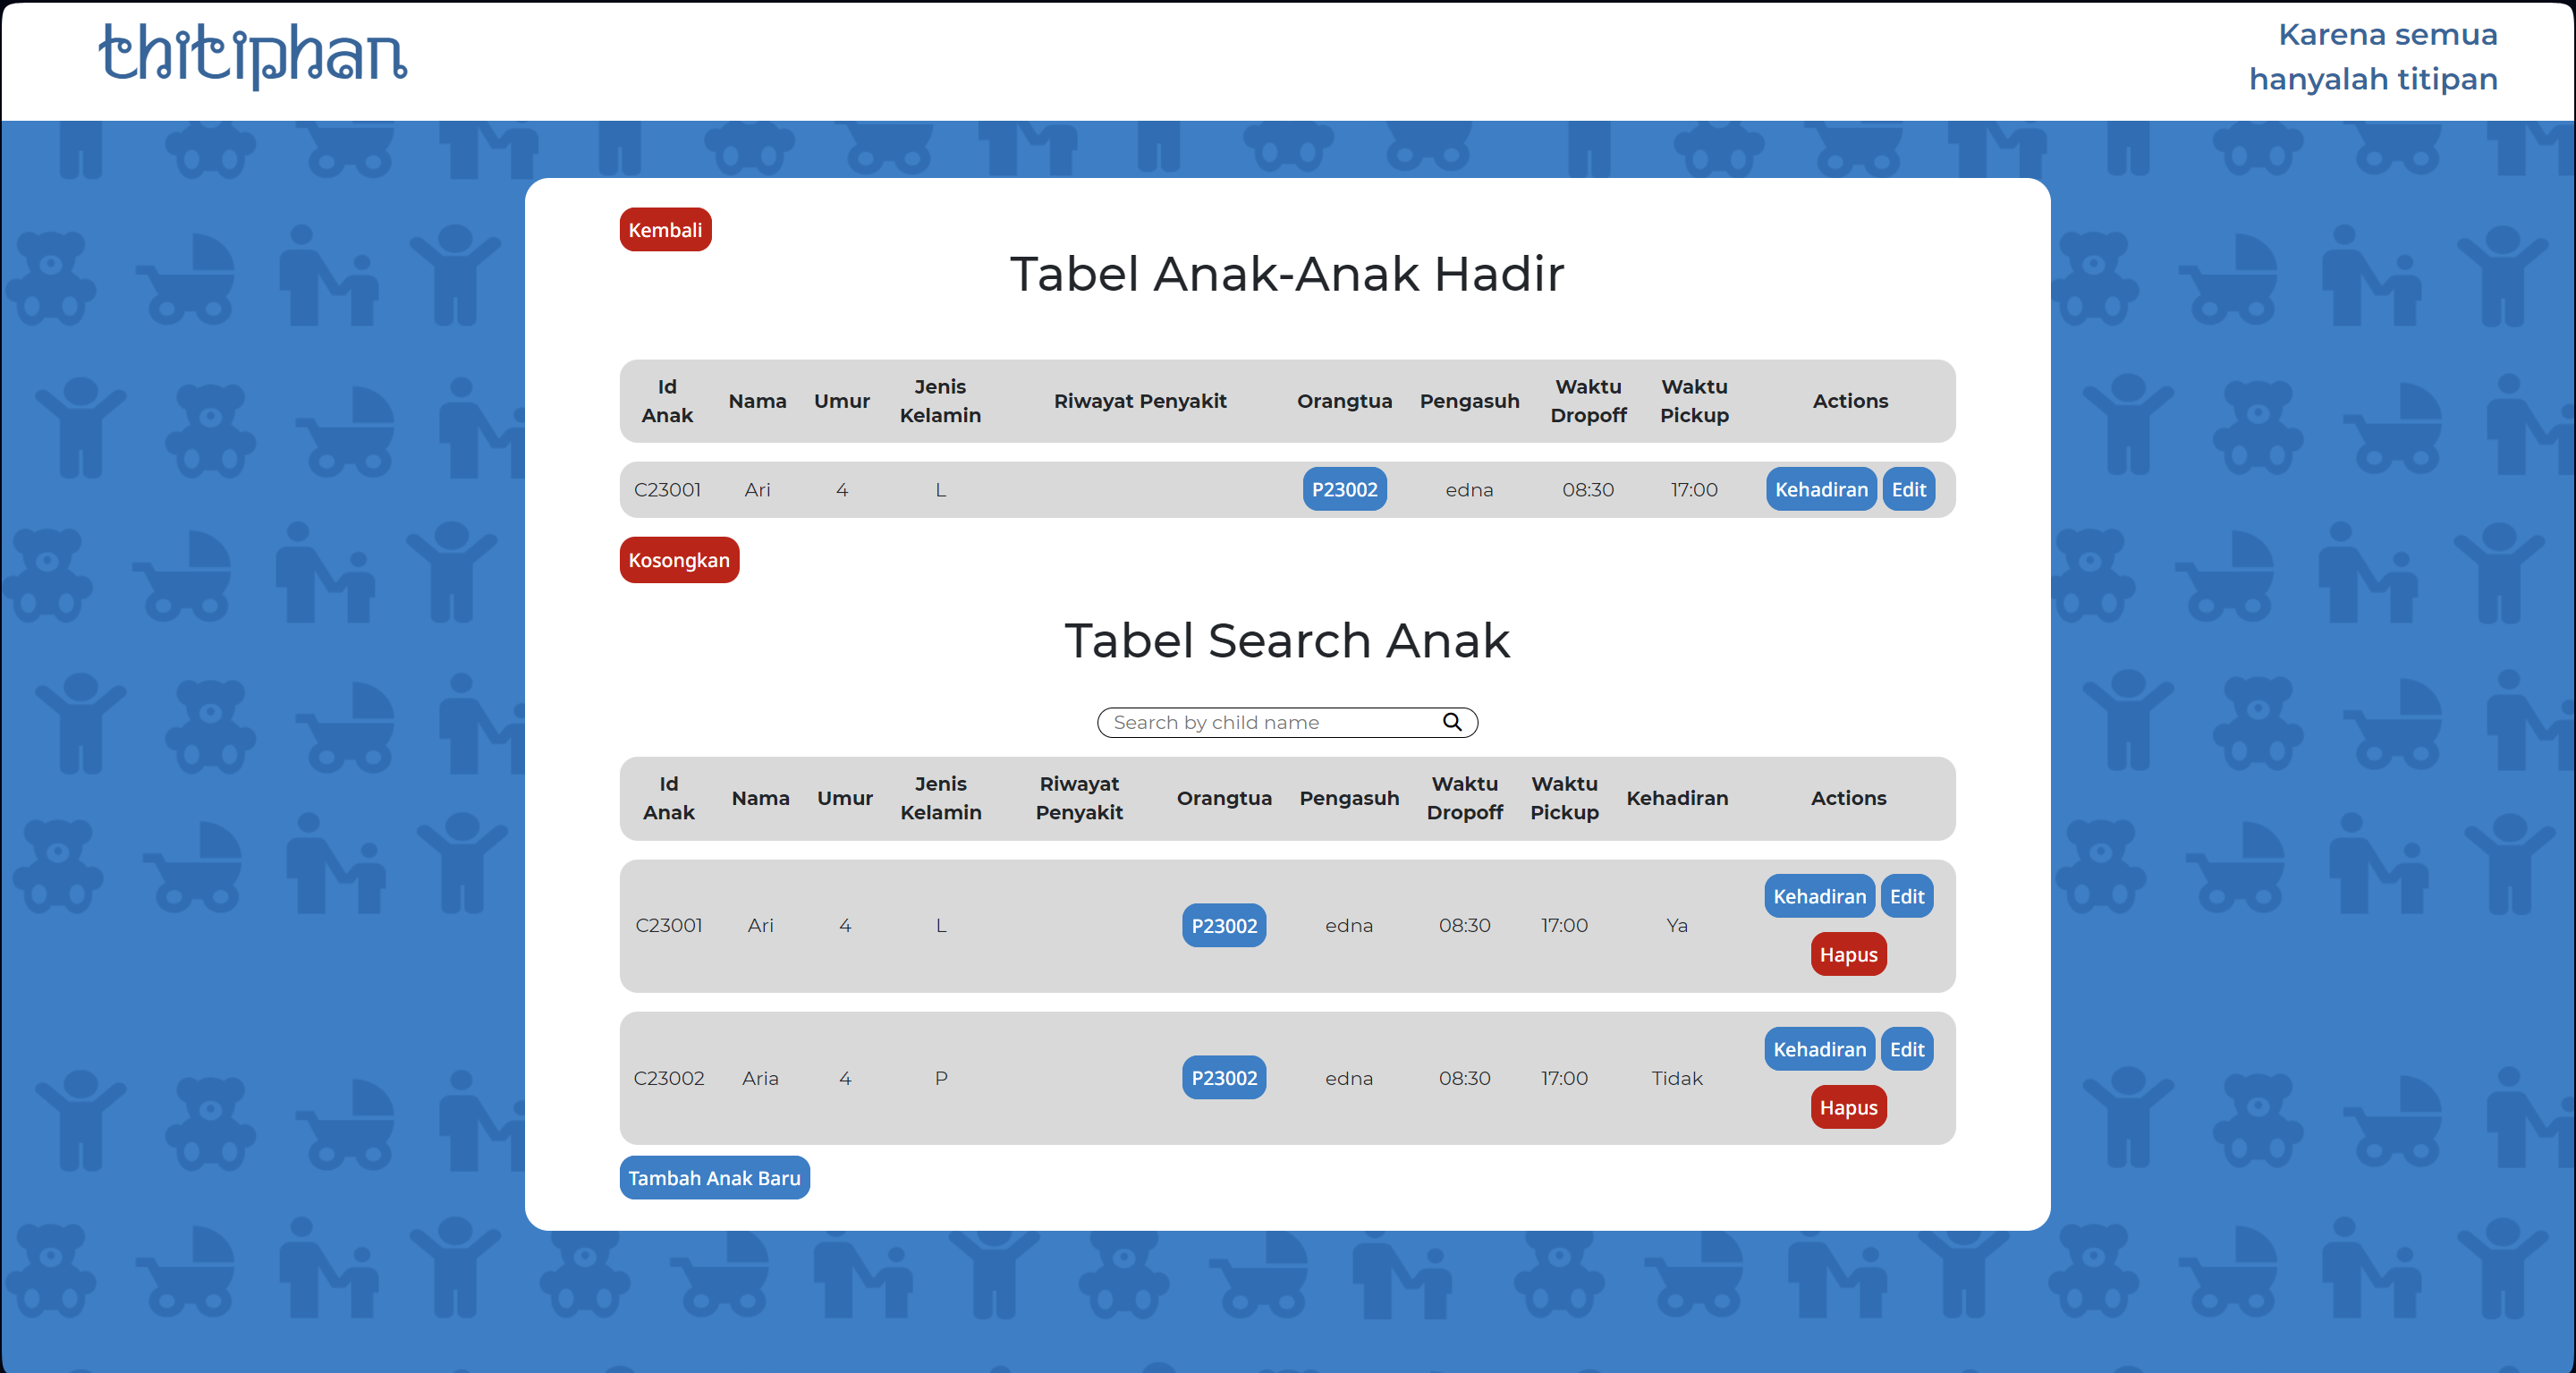 thitiphan
Karena semua
hanyalah titipan
Kembali
Tabel Anak-Anak Hadir
Id Anak Nama Umur Jenis Kelamin Riwayat Penyakit Orangtua Pengasuh Waktu Dropoff Waktu Pickup Actions
C23001 Ari 4 L P23002 edna 08:30 17:00 Kehadiran Edit
Kosongkan
Tabel Search Anak
Search by child name
Id Anak Nama Umur Jenis Kelamin Riwayat Penyakit Orangtua Pengasuh Waktu Dropoff Waktu Pickup Kehadiran Actions
C23001 Ari 4 L P23002 edna 08:30 17:00 Ya Kehadiran Edit
Hapus
C23002 Aria 4 P P23002 edna 08:30 17:00 Tidak Kehadiran Edit
Hapus
Tambah Anak Baru